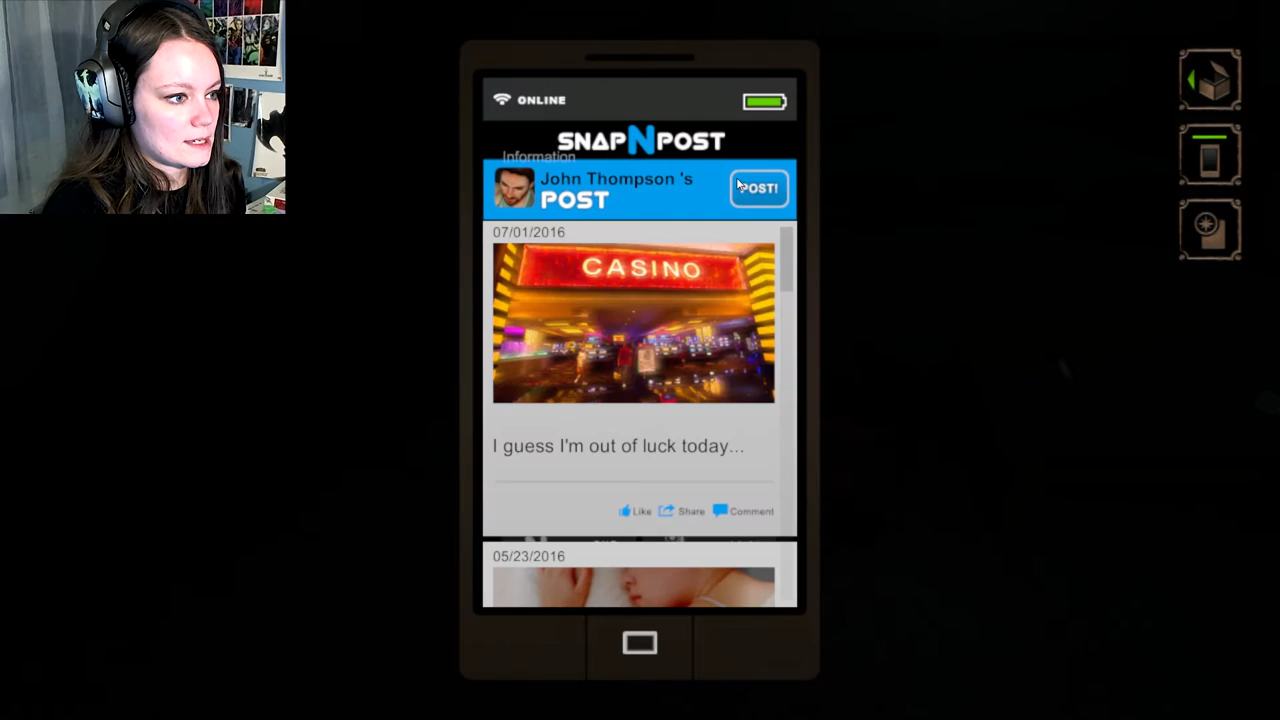 ONLINE
SNAPNPOST
Information
John Thompson 's
POST
POST!
07/01/2016
CASINO
I guess I'm out of luck today...
Like Share Comment
05/23/2016